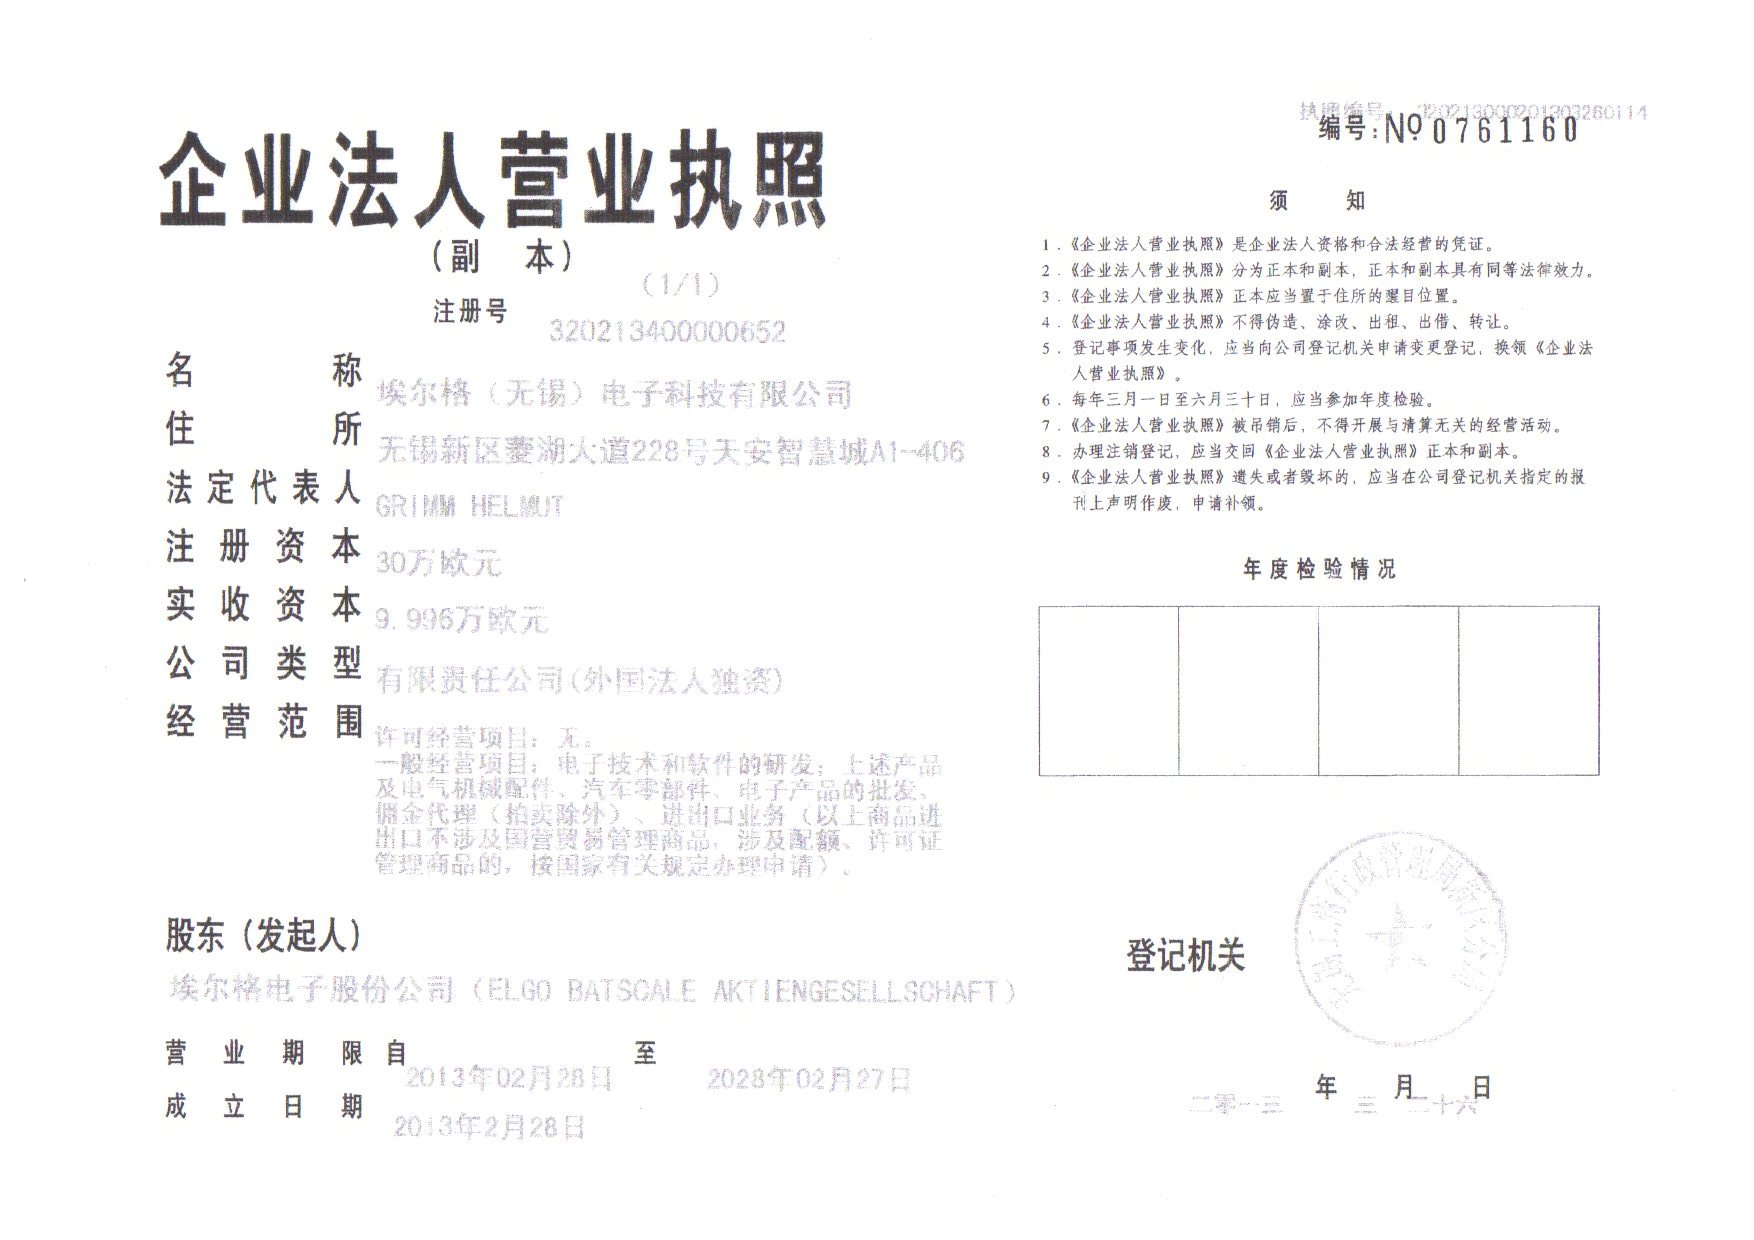 企业法人营业执照
（副 本）
（1/1）
注册号
320213400000652
名 称
埃尔格（无锡）电子科技有限公司
住 所
无锡新区菱湖大道228号天安智慧城A1-406
法定代表人
GRIMM HELMUT
注册资本
30万欧元
实收资本
9.996万欧元
公司类型
有限责任公司(外国法人独资)
经营范围
许可经营项目：无。
一般经营项目：电子技术和软件的研发；上述产品
及电气机械配件、汽车零部件、电子产品的批发、
佣金代理（拍卖除外）、进出口业务（以上商品进
出口不涉及国营贸易管理商品，涉及配额、许可证
管理商品的，按国家有关规定办理申请）。
股东（发起人）
埃尔格电子股份公司（ELGO BATSCALE AKTIENGESELLSCHAFT）
营业期限自 至
2013年02月28日 2028年02月27日
成立日期
2013年2月28日
执照编号： 320213000201303260114
编号：№ 0761160
须 知
1．《企业法人营业执照》是企业法人资格和合法经营的凭证。
2．《企业法人营业执照》分为正本和副本，正本和副本具有同等法律效力。
3．《企业法人营业执照》正本应当置于住所的醒目位置。
4．《企业法人营业执照》不得伪造、涂改、出租、出借、转让。
5．登记事项发生变化，应当向公司登记机关申请变更登记，换领《企业法
人营业执照》。
6．每年三月一日至六月三十日，应当参加年度检验。
7．《企业法人营业执照》被吊销后，不得开展与清算无关的经营活动。
8．办理注销登记，应当交回《企业法人营业执照》正本和副本。
9．《企业法人营业执照》遗失或者毁坏的，应当在公司登记机关指定的报
刊上声明作废，申请补领。
年度检验情况
登记机关
年 月 日
二零一三 三 二十六